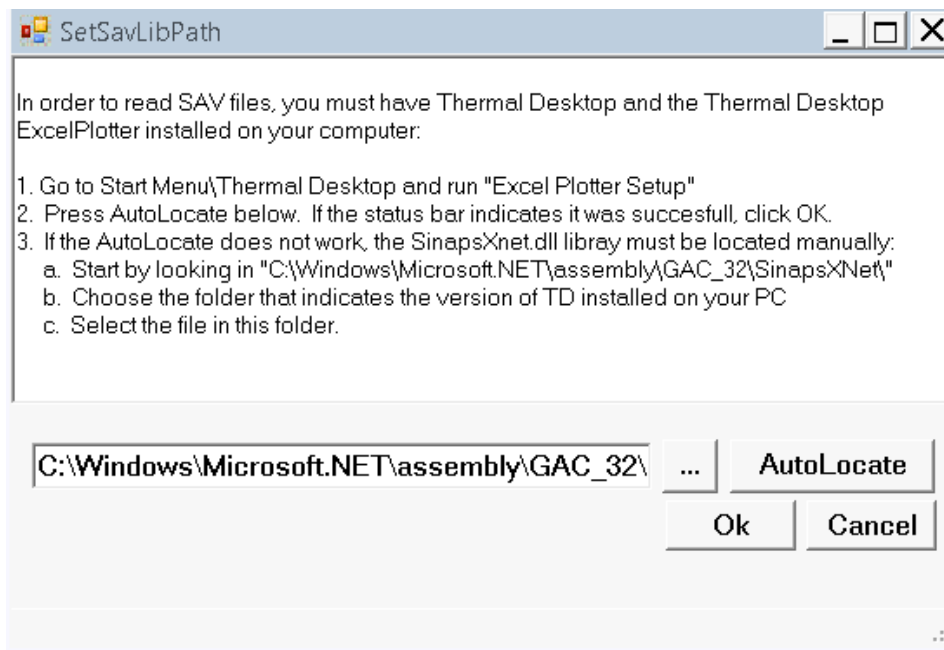 SetSavLibPath
In order to read SAV files, you must have Thermal Desktop and the Thermal Desktop
ExcelPlotter installed on your computer:
1. Go to Start Menu\Thermal Desktop and run "Excel Plotter Setup"
2. Press AutoLocate below. If the status bar indicates it was succesfull, click OK.
3. If the AutoLocate does not work, the SinapsXnet.dll libray must be located manually:
a. Start by looking in "C:\Windows\Microsoft.NET\assembly\GAC_32\SinapsXNet\"
b. Choose the folder that indicates the version of TD installed on your PC
c. Select the file in this folder.
C:\Windows\Microsoft.NET\assembly\GAC_32\ ... AutoLocate
Ok Cancel